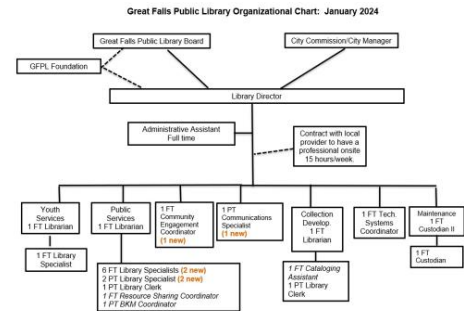 Great Falls Public Library Organizational Chart: January 2024
Great Falls Public Library Board
City Commission/City Manager
GFPL Foundation
Library Director
Administrative Assistant
Full time
Contract with local
provider to have a
professional onsite
15 hours/week.
Youth
Services
1 FT Librarian
Public
Services
1 FT Librarian
1 FT
Community
Engagement
Coordinator
(1 new)
1 PT
Communications
Specialist
(1 new)
Collection
Develop.
1 FT
Librarian
1 FT Tech.
Systems
Coordinator
Maintenance
1 FT
Custodian II
1 FT Library
Specialist
6 FT Library Specialists (2 new)
2 PT Library Specialist (2 new)
1 PT Library Clerk
1 FT Resource Sharing Coordinator
1 PT BKM Coordinator
1 FT Cataloging
Assistant
1 PT Library
Clerk
1 FT
Custodian